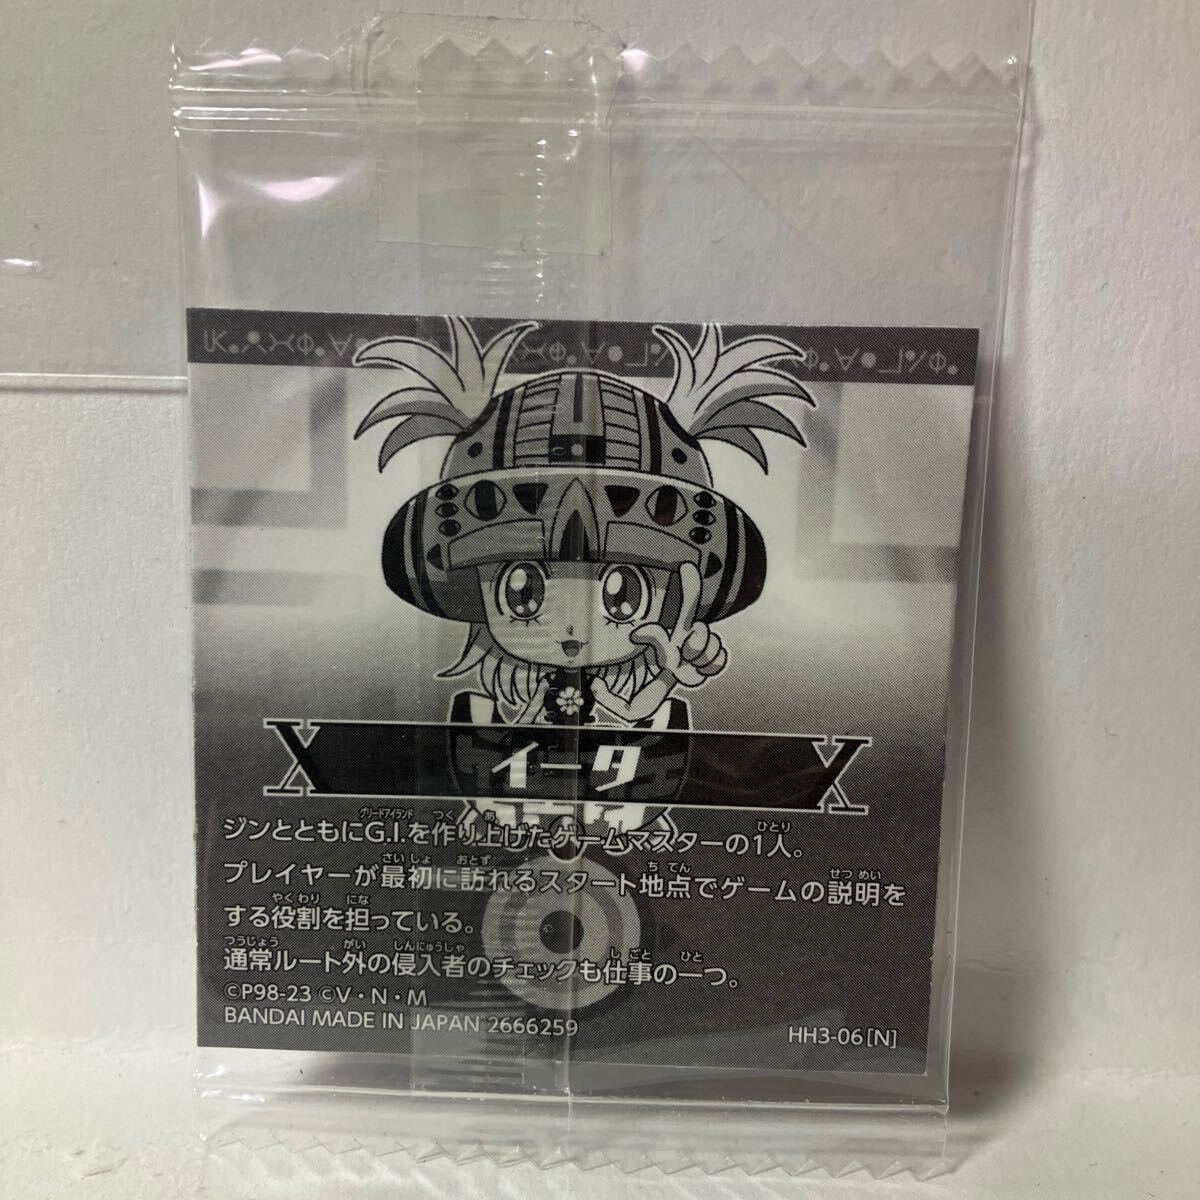 イータ
ジンとともにG.I.を作り上げたゲームマスターの1人。
プレイヤーが最初に訪れるスタート地点でゲームの説明を
する役割を担っている。
通常ルート外の侵入者のチェックも仕事の一つ。
©P98-23 ©V・N・M
BANDAI MADE IN JAPAN 2666259
HH3-06[N]